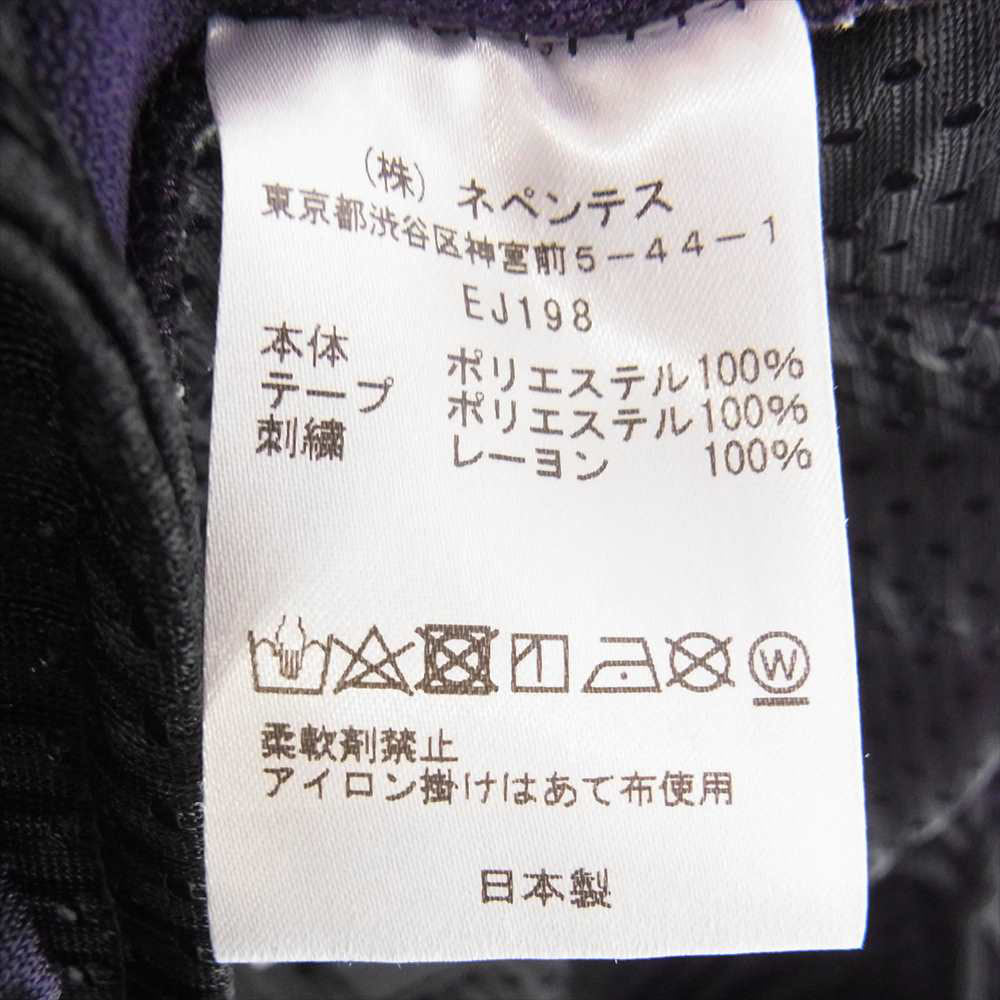 (株) ネペンテス
東京都渋谷区神宮前5-44-1
EJ198
本体 ポリエステル100%
テープ ポリエステル100%
刺繍 レーヨン 100%
W
柔軟剤禁止
アイロン掛けはあて布使用
日本製